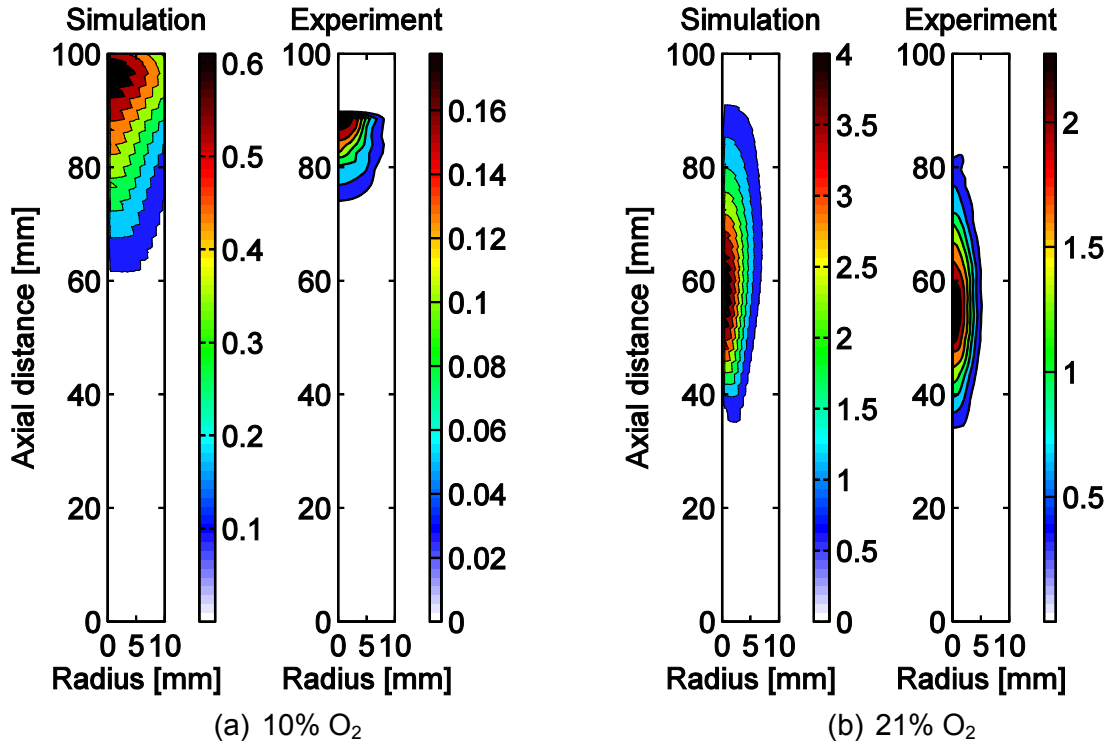 Simulation Experiment Simulation Experiment
100 0.6 100 100 4 100
0.16
3.5 2
80 0.5 80 0.14 80 80
3
0.4 0.12
60 60 60 2.5 60 1.5
0.1
0.3 2
40 40 0.08 40 40 1
0.2 0.06 1.5
20 20 0.04 20 1 20
0.5
0.1 0.02 0.5
0 0 0 0 0 0
Axial distance [mm] Axial distance [mm]
0 5 10 0 5 10 0 5 10 0 5 10
Radius [mm] Radius [mm] Radius [mm] Radius [mm]
(a) 10% O2 (b) 21% O2